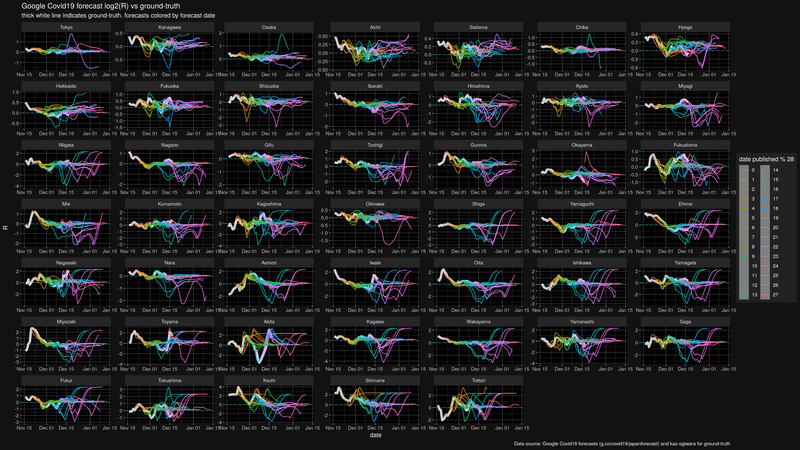 Google Covid19 forecast log2(R) vs ground-truth
thick white line indicates ground-truth. forecasts colored by forecast date
Tokyo Kanagawa Osaka Aichi Saitama Chiba Hyogo
Hokkaido Fukuoka Shizuoka Ibaraki Hiroshima Kyoto Miyagi
Niigata Nagano Gifu Tochigi Gunma Okayama Fukushima
Mie Kumamoto Kagoshima Okinawa Shiga Yamaguchi Ehime
Nagasaki Nara Aomori Iwate Oita Ishikawa Yamagata
Miyazaki Toyama Akita Kagawa Wakayama Yamanashi Saga
Fukui Tokushima Kochi Shimane Tottori
Nov 15 Dec 01 Dec 15 Jan 01 Jan 15
R
date
date published % 28
0 14
1 15
2 16
3 17
4 18
5 19
6 20
7 21
8 22
9 23
10 24
11 25
12 26
13 27
Data source: Google Covid19 forecasts (g.co/covid19/japanforecast) and kaz-ogiwara for ground-truth